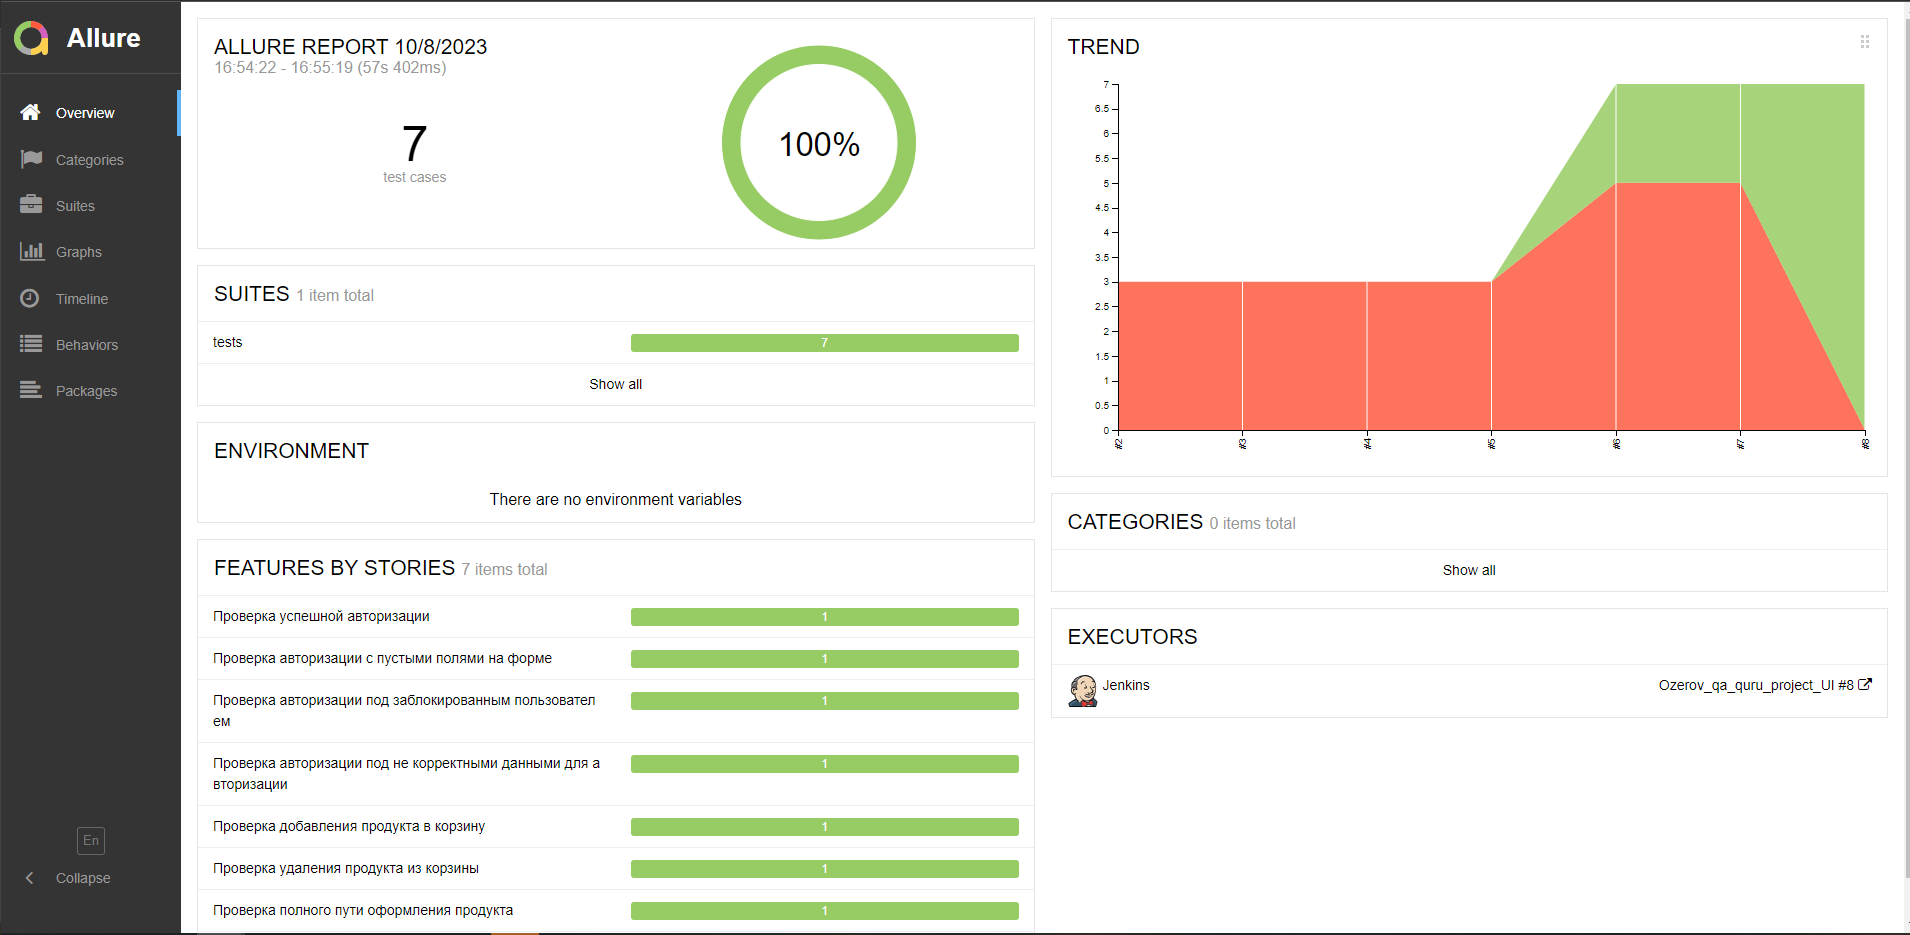 Allure
Overview
Categories
Suites
Graphs
Timeline
Behaviors
Packages
En
Collapse
ALLURE REPORT 10/8/2023
16:54:22 - 16:55:19 (57s 402ms)
7
test cases
100%
SUITES 1 item total
tests 7
Show all
ENVIRONMENT
There are no environment variables
FEATURES BY STORIES 7 items total
Проверка успешной авторизации 1
Проверка авторизации с пустыми полями на форме 1
Проверка авторизации под заблокированным пользовател 1
ем
Проверка авторизации под не корректными данными для а 1
вторизации
Проверка добавления продукта в корзину 1
Проверка удаления продукта из корзины 1
Проверка полного пути оформления продукта 1
TREND
7
6.5
6
5.5
5
4.5
4
3.5
3
2.5
2
1.5
1
0.5
0
#2 #3 #4 #5 #6 #7 #8
CATEGORIES 0 items total
Show all
EXECUTORS
Jenkins Ozerov_qa_quru_project_UI #8